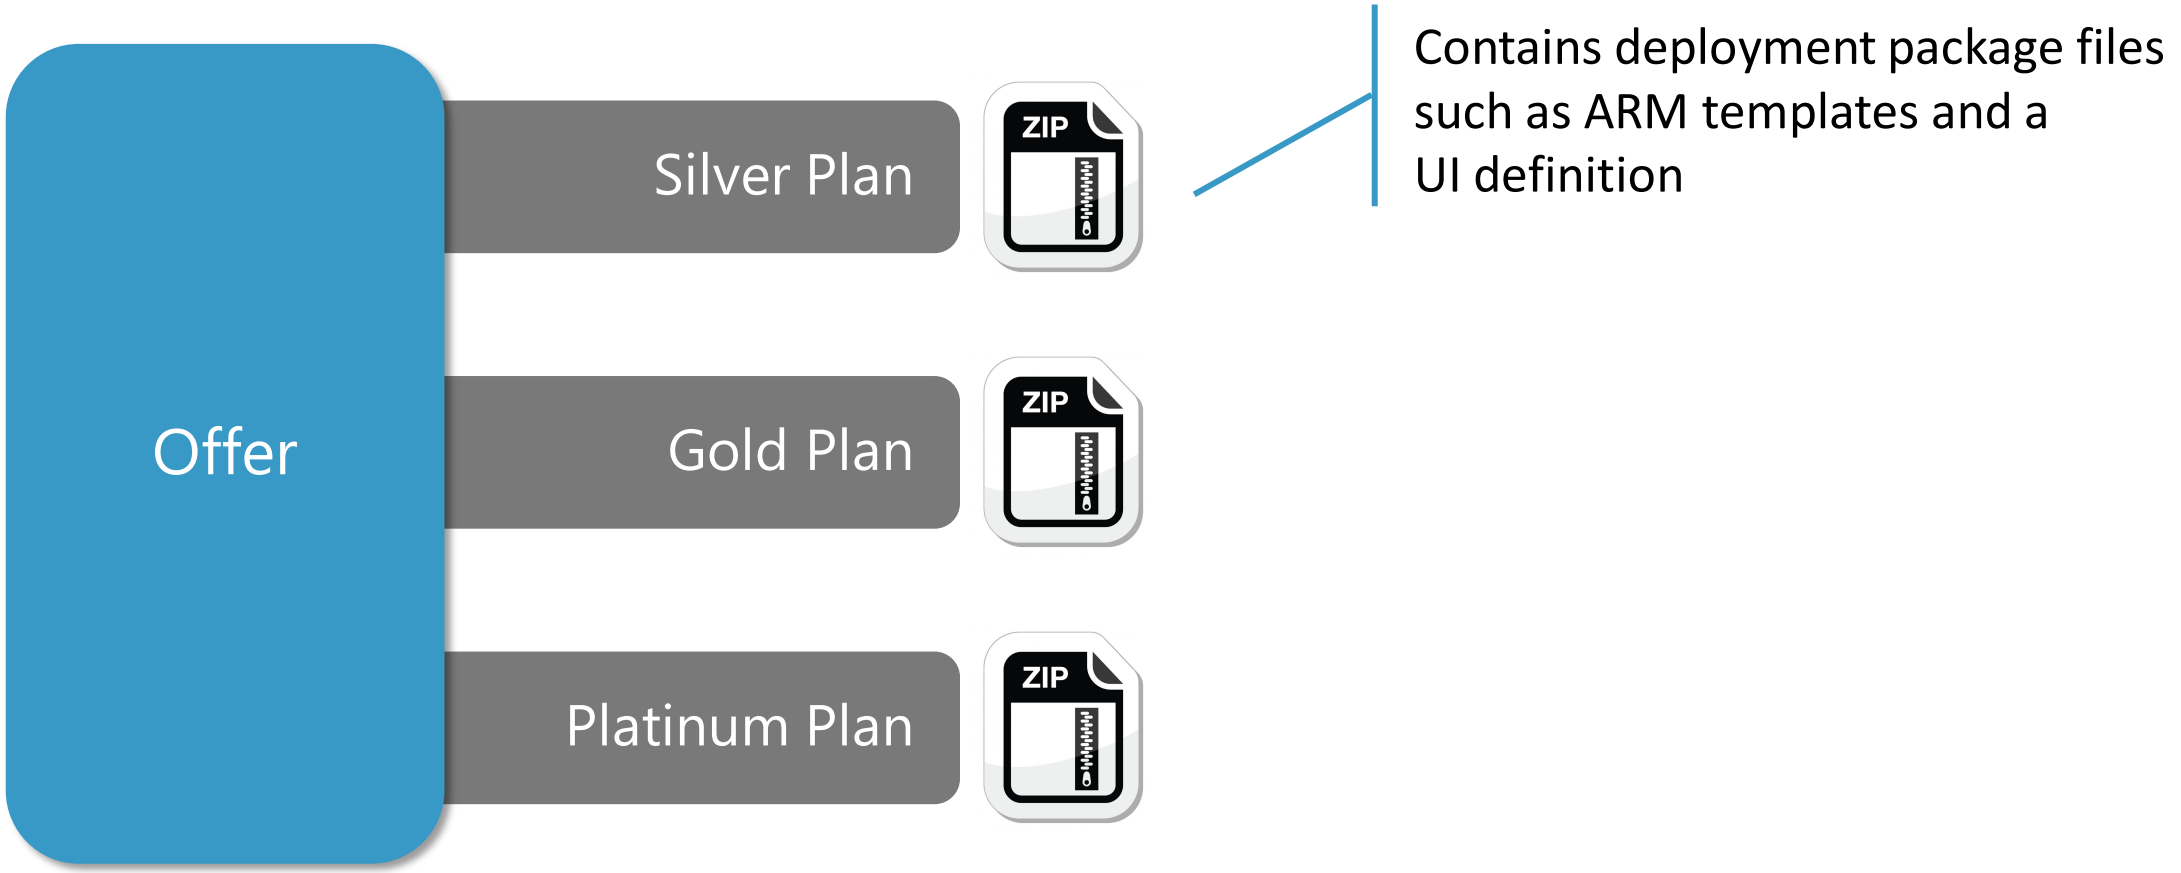 Offer
Silver Plan
ZIP
Contains deployment package files
such as ARM templates and a
UI definition
Gold Plan
ZIP
Platinum Plan
ZIP